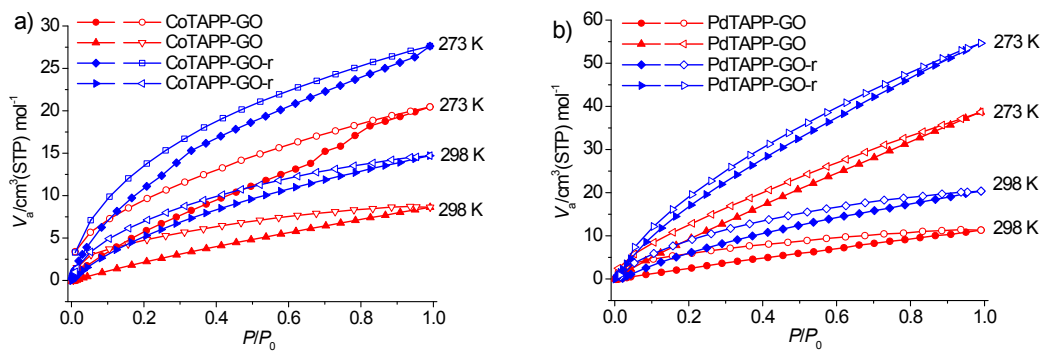 a)
30
25
20
15
10
5
0
V_a/cm³(STP) mol⁻¹
CoTAPP-GO
CoTAPP-GO
CoTAPP-GO-r
CoTAPP-GO-r
273 K
273 K
298 K
298 K
0.0 0.2 0.4 0.6 0.8 1.0
P/P₀
b)
60
50
40
30
20
10
0
V_a/cm³(STP) mol⁻¹
PdTAPP-GO
PdTAPP-GO
PdTAPP-GO-r
PdTAPP-GO-r
273 K
273 K
298 K
298 K
0.0 0.2 0.4 0.6 0.8 1.0
P/P₀